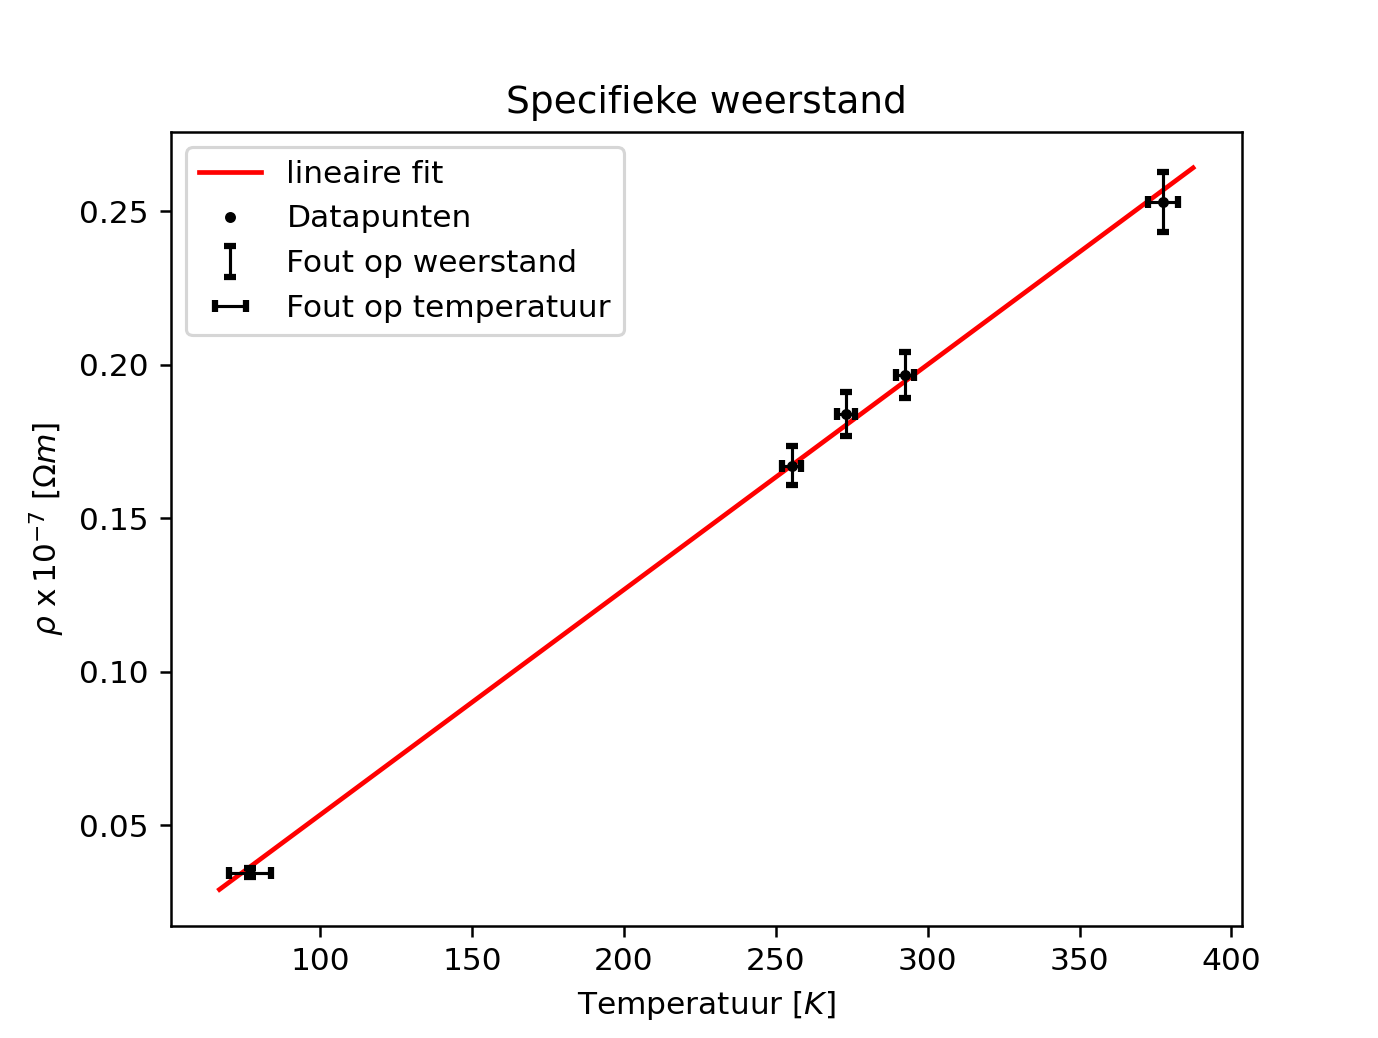 Specifieke weerstand
lineaire fit
Datapunten
Fout op weerstand
Fout op temperatuur
0.25
0.20
0.15
0.10
0.05
ρ x 10⁻⁷ [Ωm]
100 150 200 250 300 350 400
Temperatuur [K]